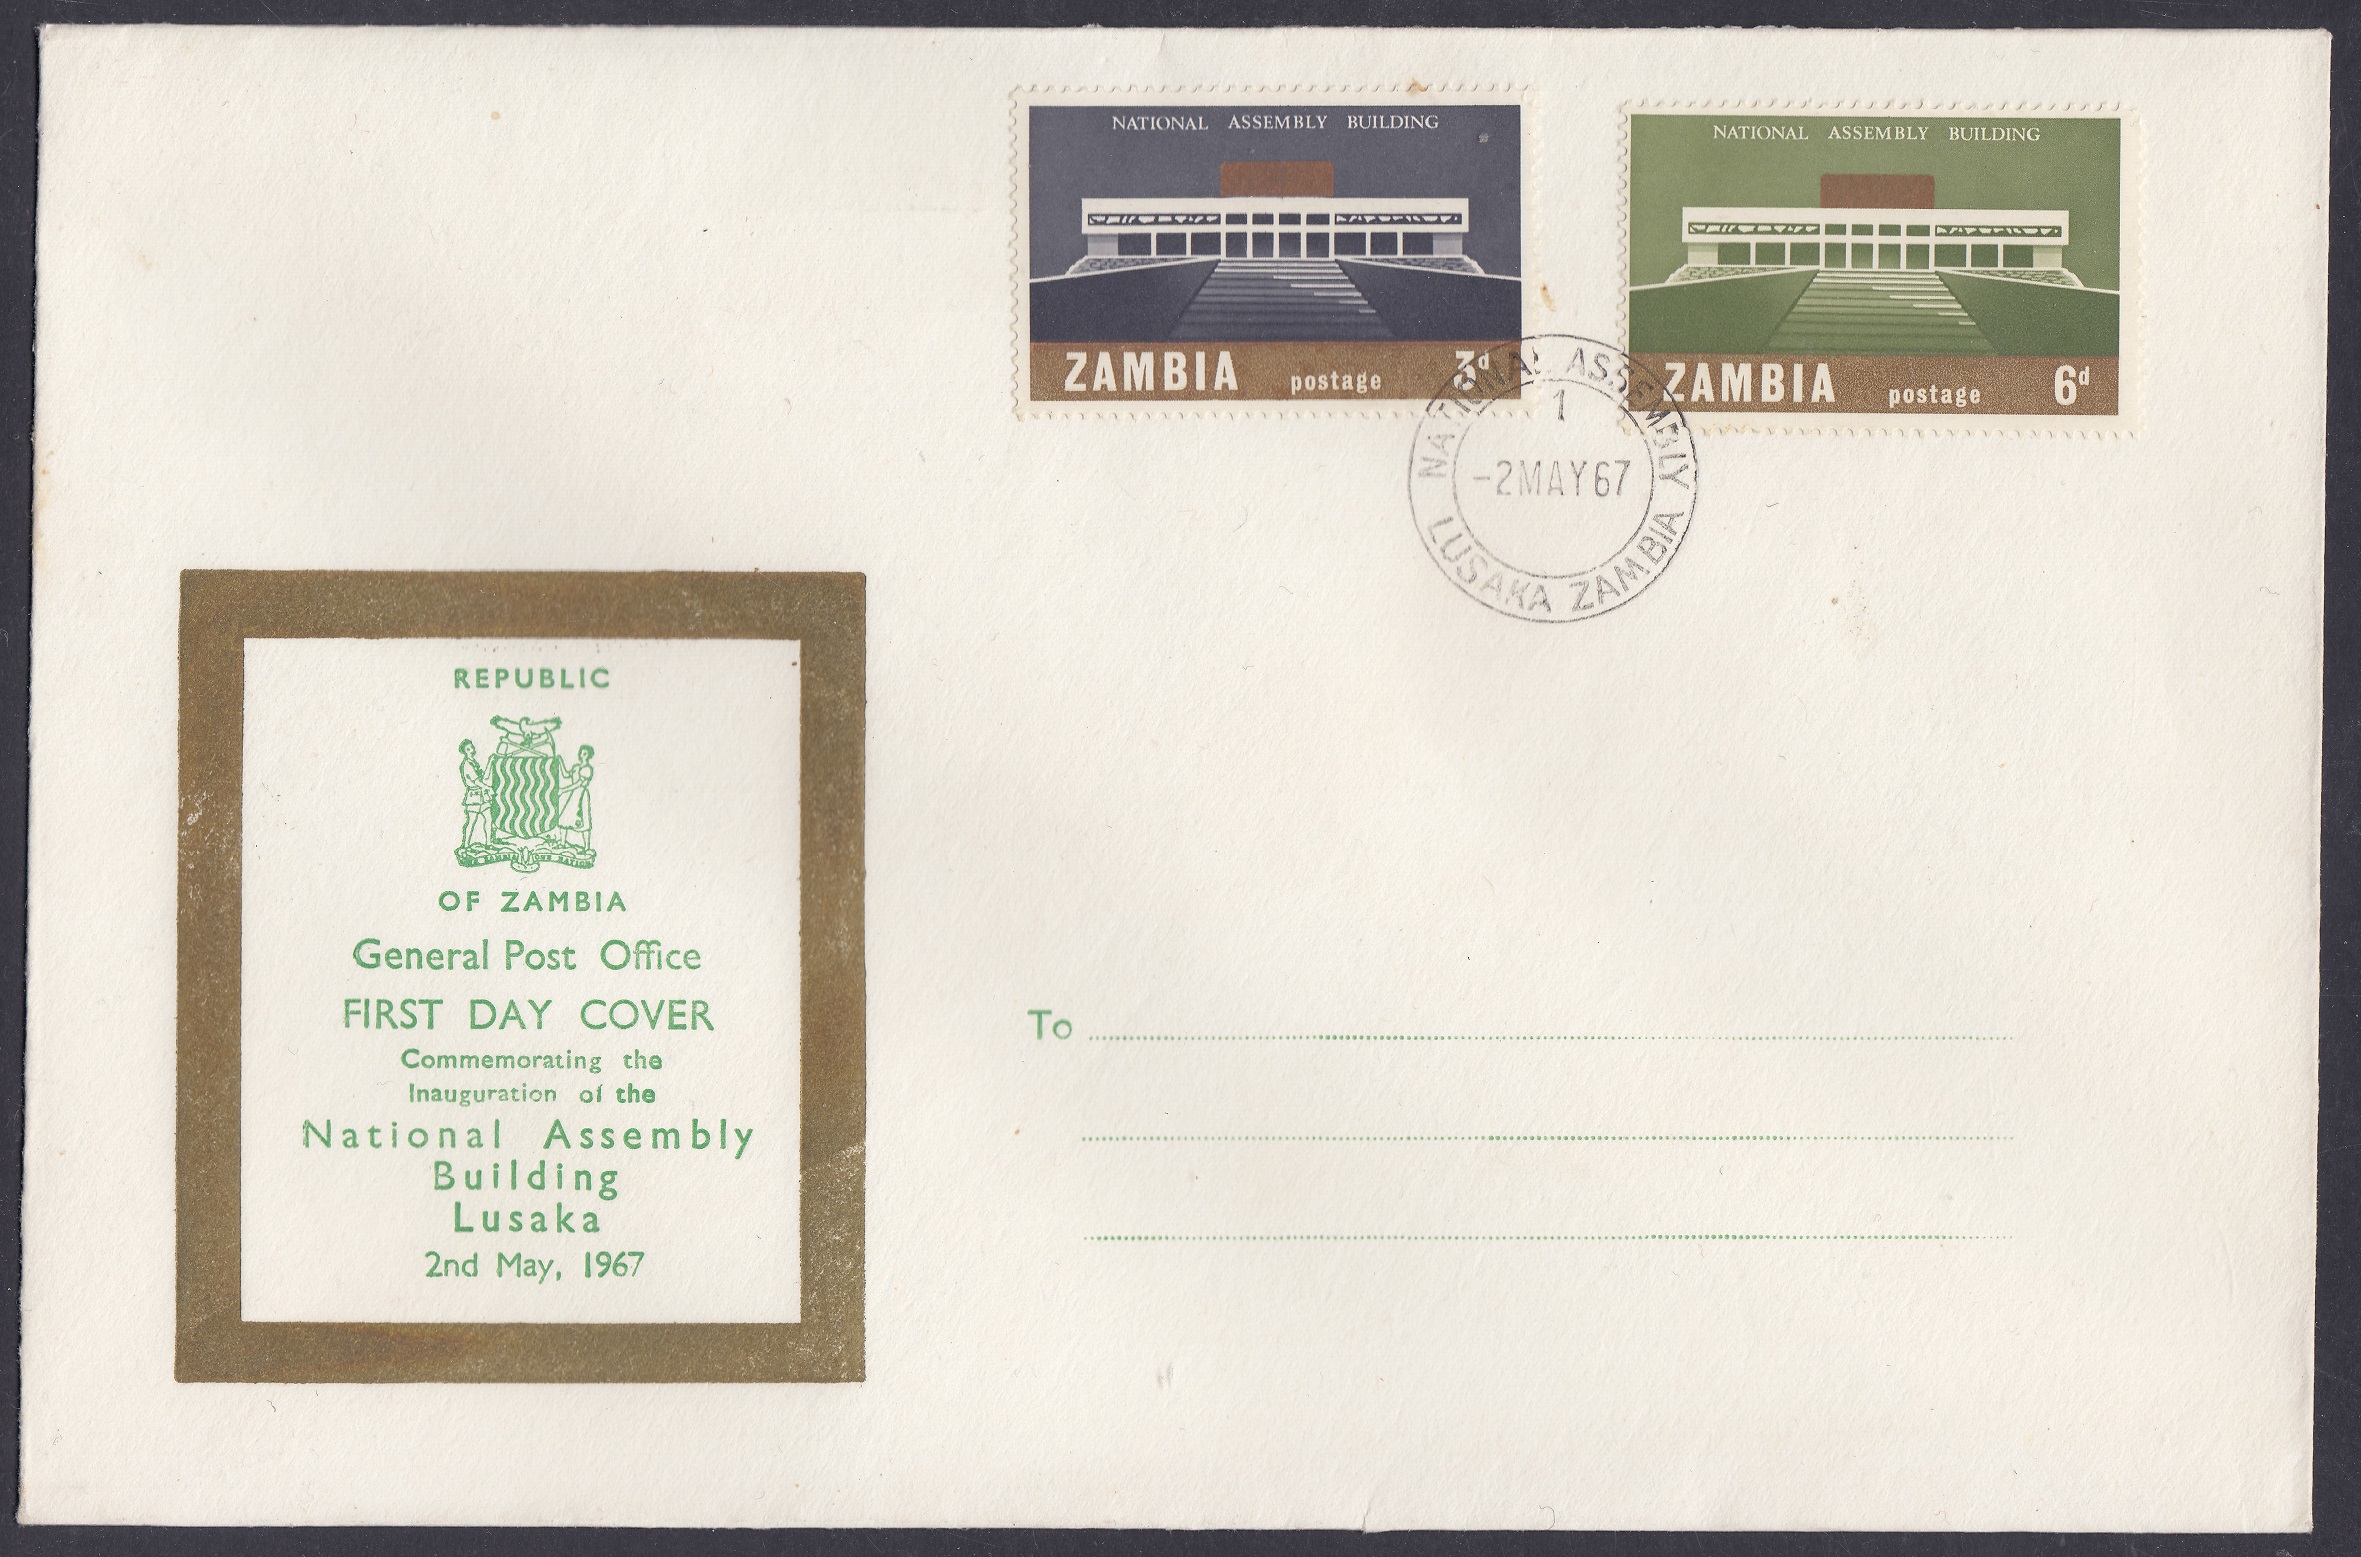 NATIONAL ASSEMBLY BUILDING
ZAMBIA postage 3d
NATIONAL ASSEMBLY BUILDING
ZAMBIA postage 6d
NATIONAL ASSEMBLY
1
-2MAY67
LUSAKA ZAMBIA
REPUBLIC
OF ZAMBIA
General Post Office
FIRST DAY COVER
Commemorating the
Inauguration of the
National Assembly
Building
Lusaka
2nd May, 1967
To